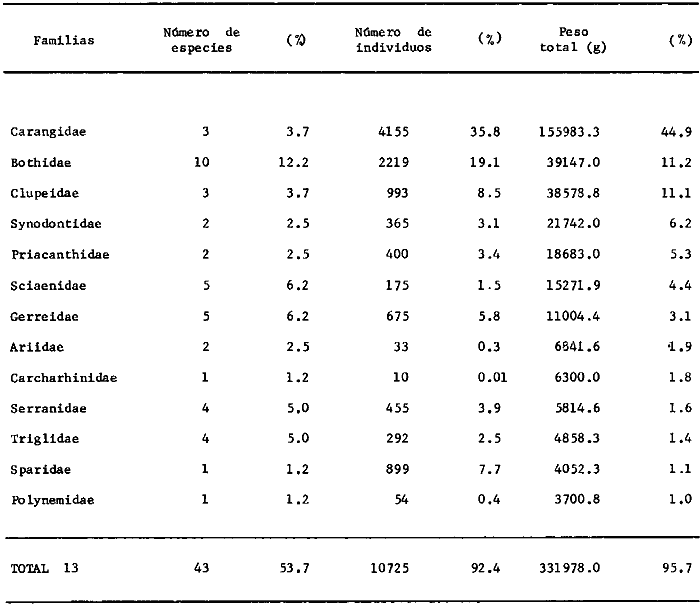 Familias Número de especies (%) Número de individuos (%) Peso total (g) (%)
Carangidae 3 3.7 4155 35.8 155983.3 44.9
Bothidae 10 12.2 2219 19.1 39147.0 11.2
Clupeidae 3 3.7 993 8.5 38578.8 11.1
Synodontidae 2 2.5 365 3.1 21742.0 6.2
Priacanthidae 2 2.5 400 3.4 18683.0 5.3
Sciaenidae 5 6.2 175 1.5 15271.9 4.4
Gerreidae 5 6.2 675 5.8 11004.4 3.1
Ariidae 2 2.5 33 0.3 6841.6 1.9
Carcharhinidae 1 1.2 10 0.01 6300.0 1.8
Serranidae 4 5.0 455 3.9 5814.6 1.6
Triglidae 4 5.0 292 2.5 4858.3 1.4
Sparidae 1 1.2 899 7.7 4052.3 1.1
Polynemidae 1 1.2 54 0.4 3700.8 1.0
TOTAL 13 43 53.7 10725 92.4 331978.0 95.7